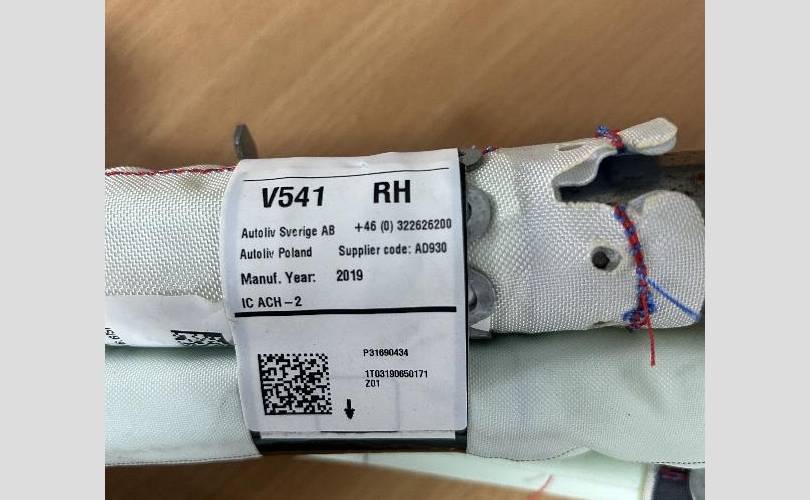 V541 RH
Autoliv Sverige AB +46 (0) 322626200
Autoliv Poland Supplier code: AD930
Manuf. Year: 2019
IC ACH-2
P31690434
1T03190650171
Z01